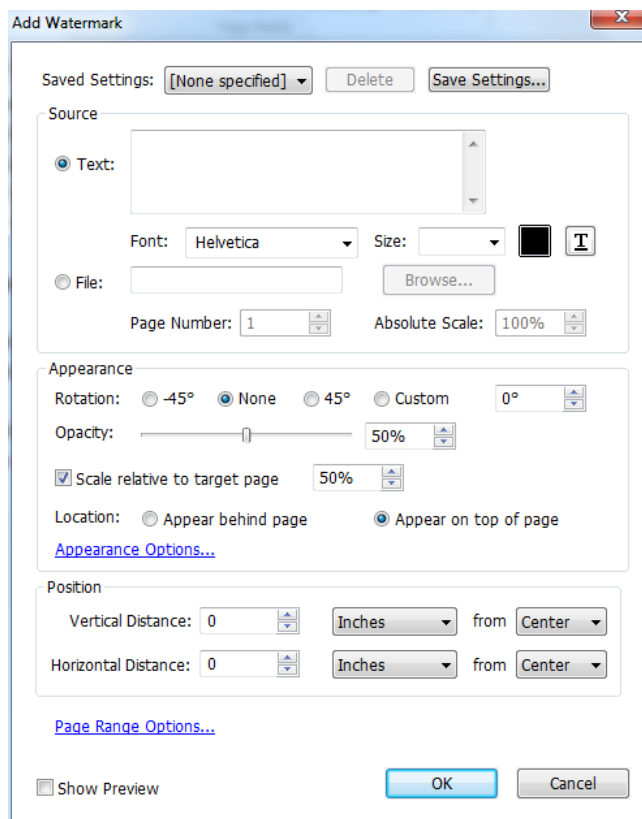 Add Watermark
Saved Settings: [None specified] Delete Save Settings...
Source
Text:
Font: Helvetica Size: T
File: Browse...
Page Number: 1 Absolute Scale: 100%
Appearance
Rotation: -45° None 45° Custom 0°
Opacity: 50%
Scale relative to target page 50%
Location: Appear behind page Appear on top of page
Appearance Options...
Position
Vertical Distance: 0 Inches from Center
Horizontal Distance: 0 Inches from Center
Page Range Options...
Show Preview OK Cancel